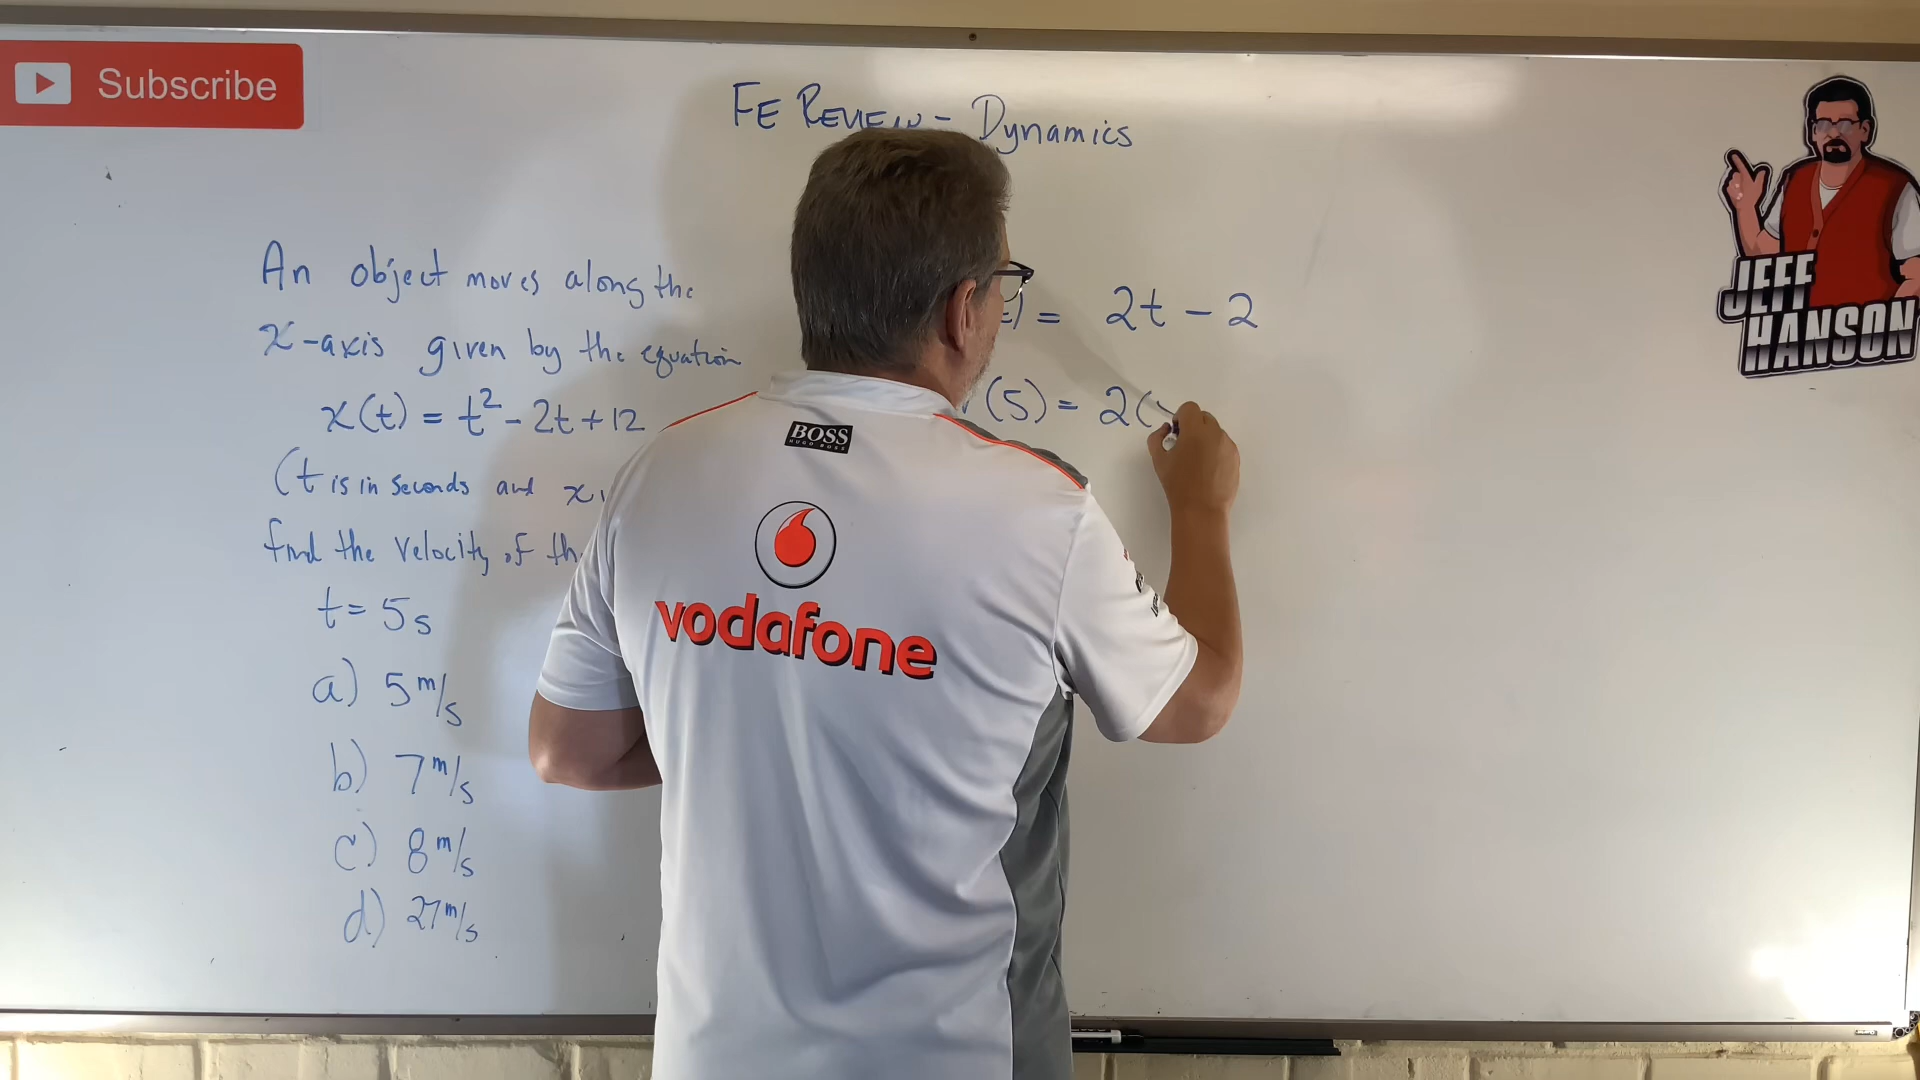 Subscribe
FE REVIEW - Dynamics
An object moves along the
x-axis given by the equation
x(t) = t² - 2t + 12
(t is in seconds and x
find the velocity of
t = 5s
a) 5 m/s
b) 7 m/s
c) 8 m/s
d) 27 m/s
= 2t - 2
(5) = 2(
BOSS
HUGO BOSS
vodafone
JEFF
HANSON